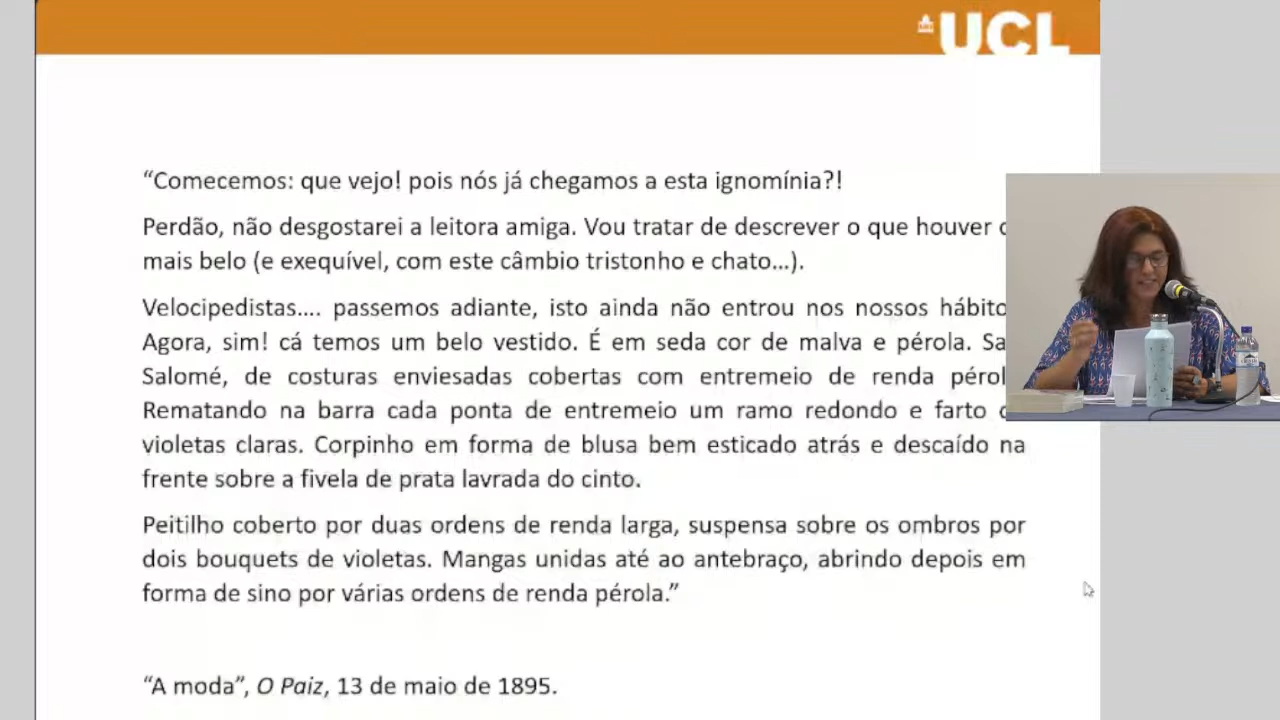 UCL
“Comecemos: que vejo! pois nós já chegamos a esta ignomínia?!
Perdão, não desgostarei a leitora amiga. Vou tratar de descrever o que houver
mais belo (e exequível, com este câmbio tristonho e chato…).
Velocipedistas…. passemos adiante, isto ainda não entrou nos nossos hábito
Agora, sim! cá temos um belo vestido. É em seda cor de malva e pérola. Sa
Salomé, de costuras enviesadas cobertas com entremeio de renda pérol
Rematando na barra cada ponta de entremeio um ramo redondo e farto
violetas claras. Corpinho em forma de blusa bem esticado atrás e descaído na
frente sobre a fivela de prata lavrada do cinto.
Peitilho coberto por duas ordens de renda larga, suspensa sobre os ombros por
dois bouquets de violetas. Mangas unidas até ao antebraço, abrindo depois em
forma de sino por várias ordens de renda pérola.”
“A moda”, O Paiz, 13 de maio de 1895.